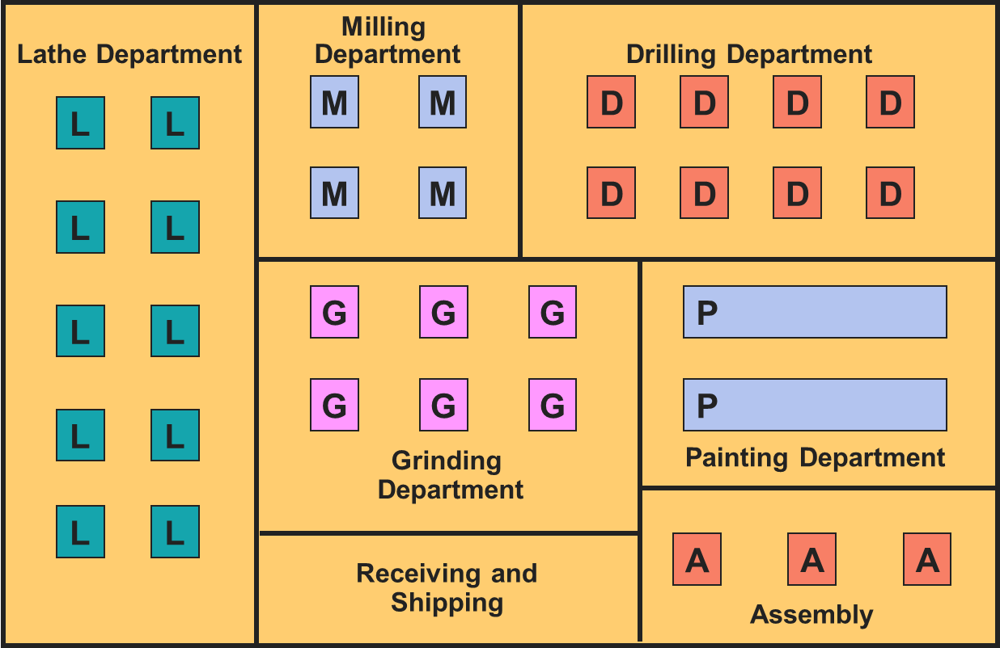 Lathe Department
L L
L L
L L
L L
L L
Milling
Department
M M
M M
Drilling Department
D D D D
D D D D
G G G
G G G
Grinding
Department
P
P
Painting Department
Receiving and
Shipping
A A A
Assembly